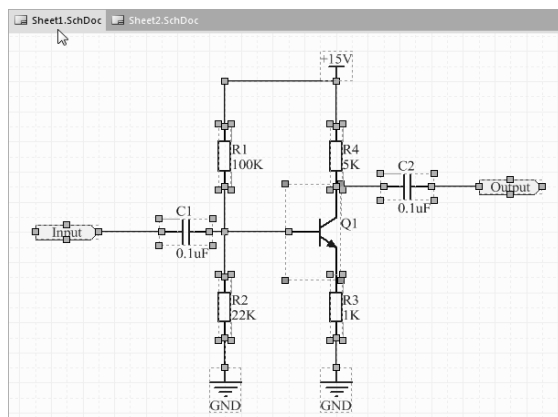 Sheet1.SchDoc Sheet2.SchDoc
+15V
R1
100K
R4
5K
C2
0.1uF
Output
C1
0.1uF
Input
Q1
R2
22K
R3
1K
GND
GND